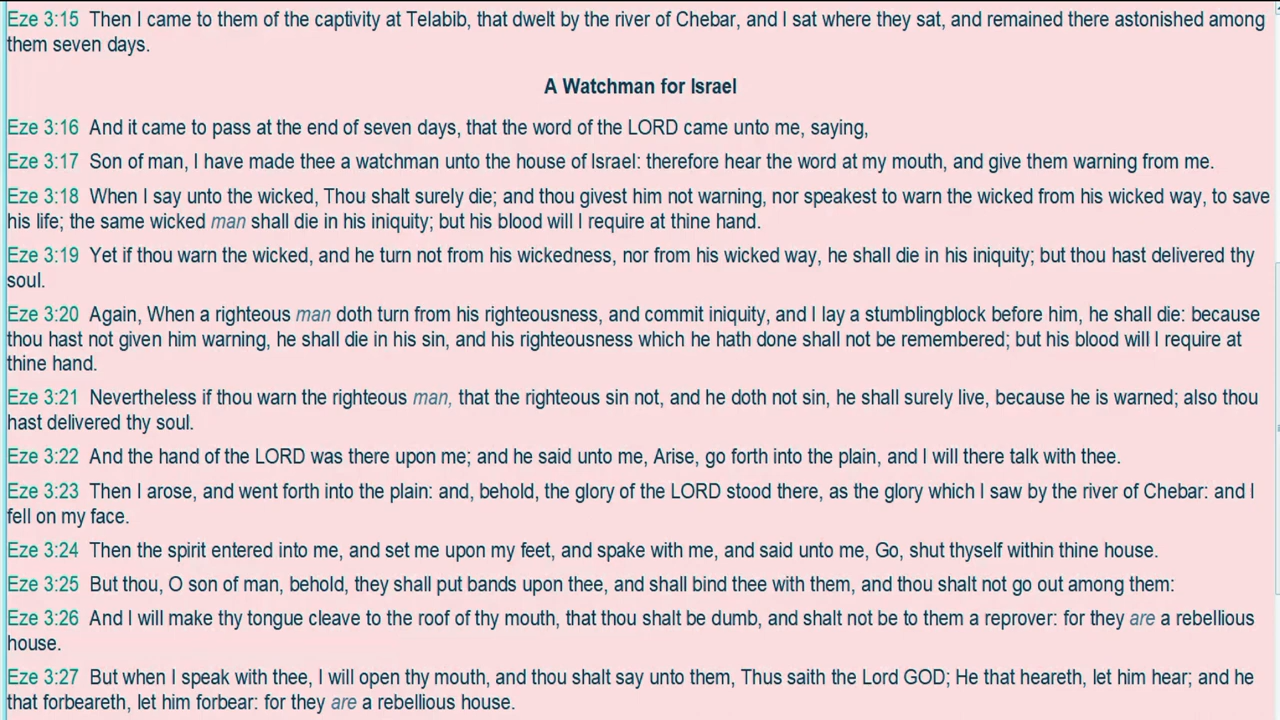 Eze 3:15 Then I came to them of the captivity at Telabib, that dwelt by the river of Chebar, and I sat where they sat, and remained there astonished among
them seven days.
A Watchman for Israel
Eze 3:16 And it came to pass at the end of seven days, that the word of the LORD came unto me, saying,
Eze 3:17 Son of man, I have made thee a watchman unto the house of Israel: therefore hear the word at my mouth, and give them warning from me.
Eze 3:18 When I say unto the wicked, Thou shalt surely die; and thou givest him not warning, nor speakest to warn the wicked from his wicked way, to save
his life; the same wicked man shall die in his iniquity; but his blood will I require at thine hand.
Eze 3:19 Yet if thou warn the wicked, and he turn not from his wickedness, nor from his wicked way, he shall die in his iniquity; but thou hast delivered thy
soul.
Eze 3:20 Again, When a righteous man doth turn from his righteousness, and commit iniquity, and I lay a stumblingblock before him, he shall die: because
thou hast not given him warning, he shall die in his sin, and his righteousness which he hath done shall not be remembered; but his blood will I require at
thine hand.
Eze 3:21 Nevertheless if thou warn the righteous man, that the righteous sin not, and he doth not sin, he shall surely live, because he is warned; also thou
hast delivered thy soul.
Eze 3:22 And the hand of the LORD was there upon me; and he said unto me, Arise, go forth into the plain, and I will there talk with thee.
Eze 3:23 Then I arose, and went forth into the plain: and, behold, the glory of the LORD stood there, as the glory which I saw by the river of Chebar: and I
fell on my face.
Eze 3:24 Then the spirit entered into me, and set me upon my feet, and spake with me, and said unto me, Go, shut thyself within thine house.
Eze 3:25 But thou, O son of man, behold, they shall put bands upon thee, and shall bind thee with them, and thou shalt not go out among them:
Eze 3:26 And I will make thy tongue cleave to the roof of thy mouth, that thou shalt be dumb, and shalt not be to them a reprover: for they are a rebellious
house.
Eze 3:27 But when I speak with thee, I will open thy mouth, and thou shalt say unto them, Thus saith the Lord GOD; He that heareth, let him hear; and he
that forbeareth, let him forbear: for they are a rebellious house.